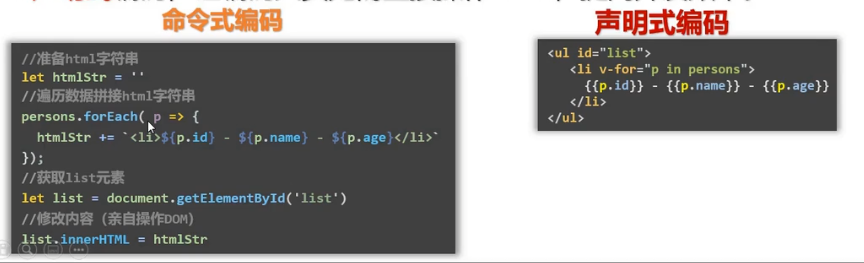 命令式编码
//准备html字符串
let htmlStr = ''
//遍历数据拼接html字符串
persons.forEach( p => {
htmlStr += `<li>${p.id} - ${p.name} - ${p.age}</li>`
});
//获取list元素
let list = document.getElementById('list')
//修改内容（亲自操作DOM）
list.innerHTML = htmlStr
声明式编码
<ul id="list">
<li v-for="p in persons">
{{p.id}} - {{p.name}} - {{p.age}}
</li>
</ul>